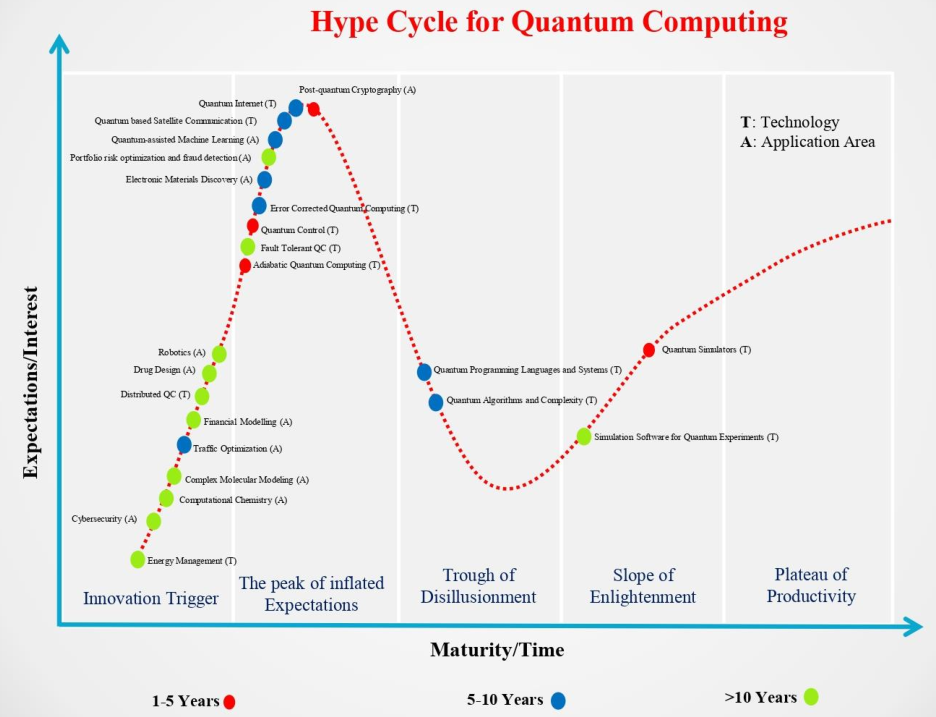 Hype Cycle for Quantum Computing
Post-quantum Cryptography (A)
Quantum Internet (T)
Quantum based Satellite Communication (T)
Quantum-assisted Machine Learning (A)
Portfolio risk optimization and fraud detection (A)
Electronic Materials Discovery (A)
Error Corrected Quantum Computing (T)
Quantum Control (T)
Fault Tolerant QC (T)
Adiabatic Quantum Computing (T)
T: Technology
A: Application Area
Robotics (A)
Drug Design (A)
Distributed QC (T)
Financial Modelling (A)
Traffic Optimization (A)
Complex Molecular Modeling (A)
Computational Chemistry (A)
Cybersecurity (A)
Energy Management (T)
Quantum Programming Languages and Systems (T)
Quantum Algorithms and Complexity (T)
Quantum Simulators (T)
Simulation Software for Quantum Experiments (T)
Expectations/Interest
Innovation Trigger
The peak of inflated
Expectations
Trough of
Disillusionment
Slope of
Enlightenment
Plateau of
Productivity
Maturity/Time
1-5 Years
5-10 Years
>10 Years